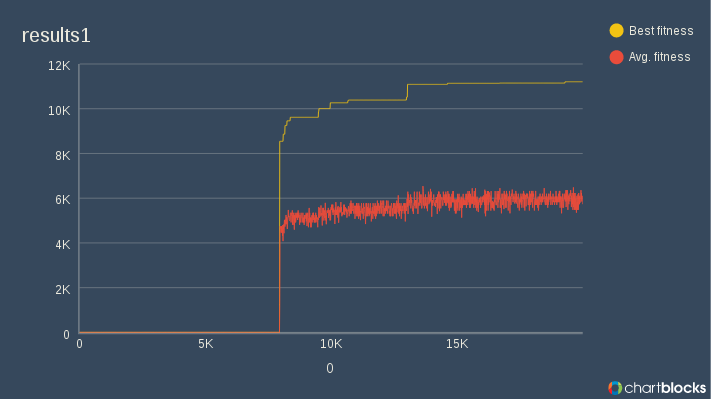 results1
Best fitness
Avg. fitness
12K
10K
8K
6K
4K
2K
0
0 5K 10K 15K
0
chartblocks